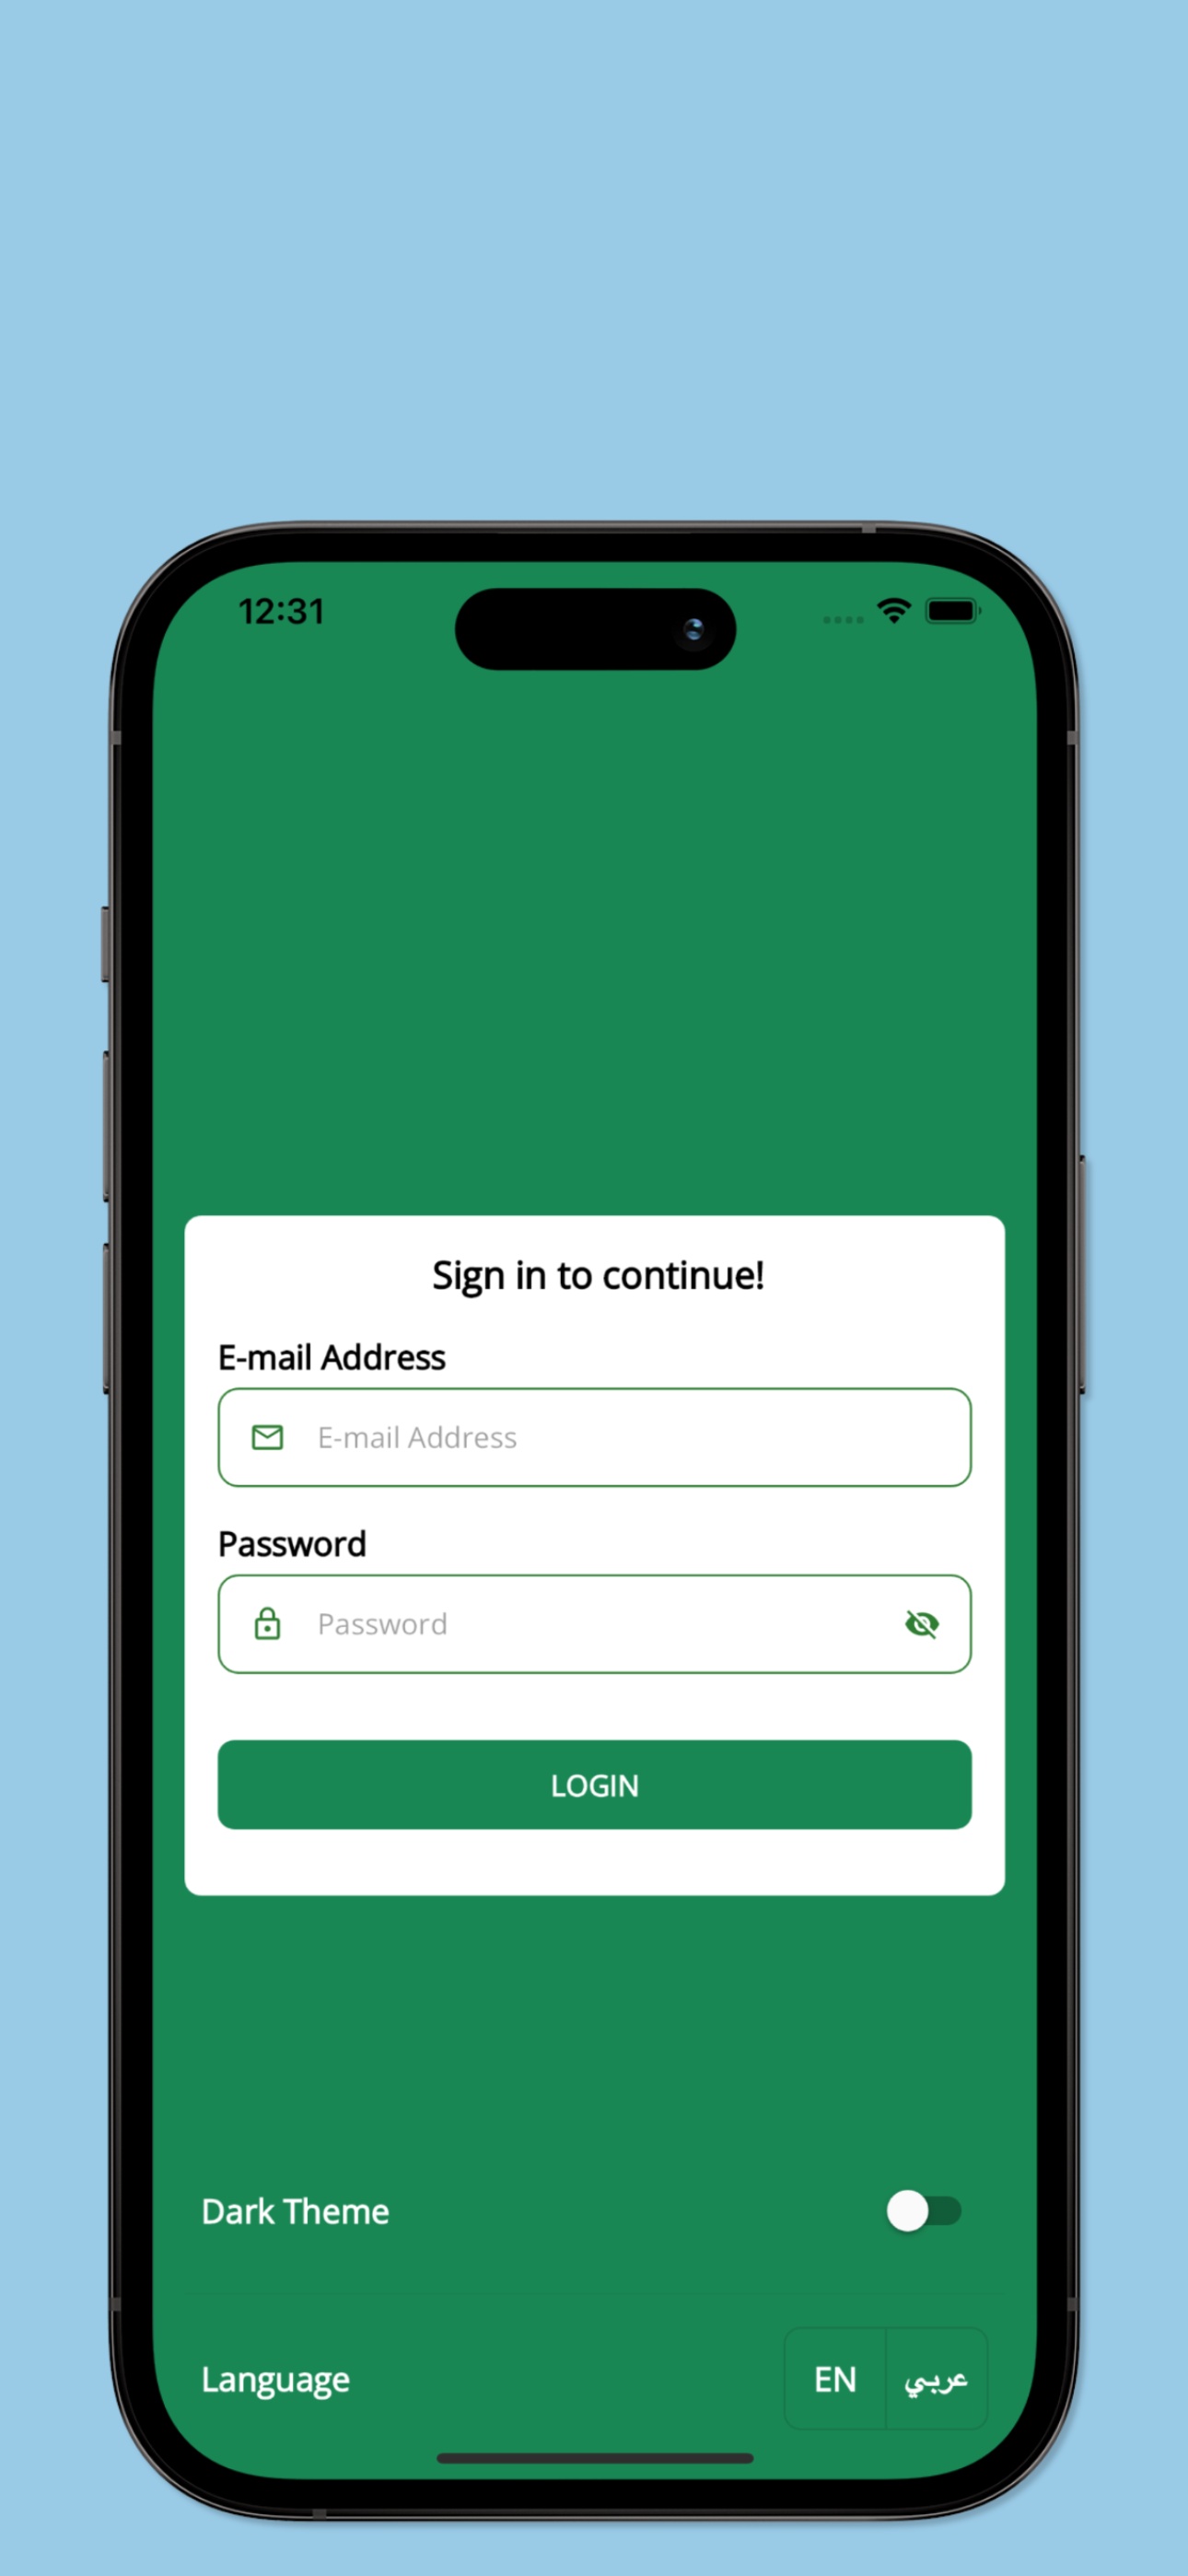 12:31
Sign in to continue!
E-mail Address
E-mail Address
Password
Password
LOGIN
Dark Theme
Language
EN عربي